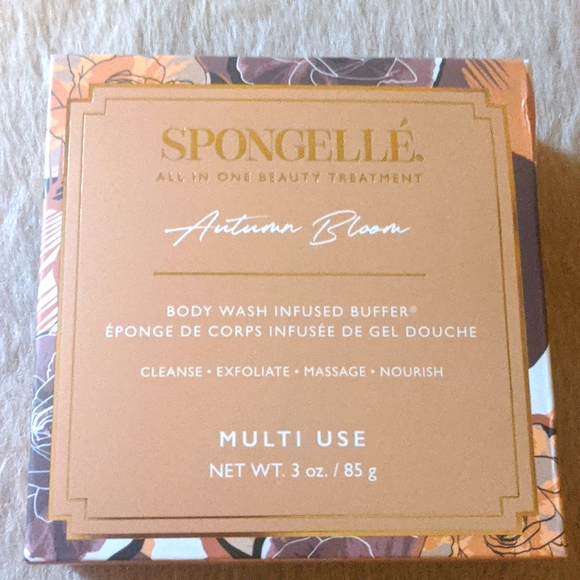 SPONGELLÉ.
ALL IN ONE BEAUTY TREATMENT
Autumn Bloom
BODY WASH INFUSED BUFFER®
ÉPONGE DE CORPS INFUSÉE DE GEL DOUCHE
CLEANSE • EXFOLIATE • MASSAGE • NOURISH
MULTI USE
NET WT. 3 oz. / 85 g